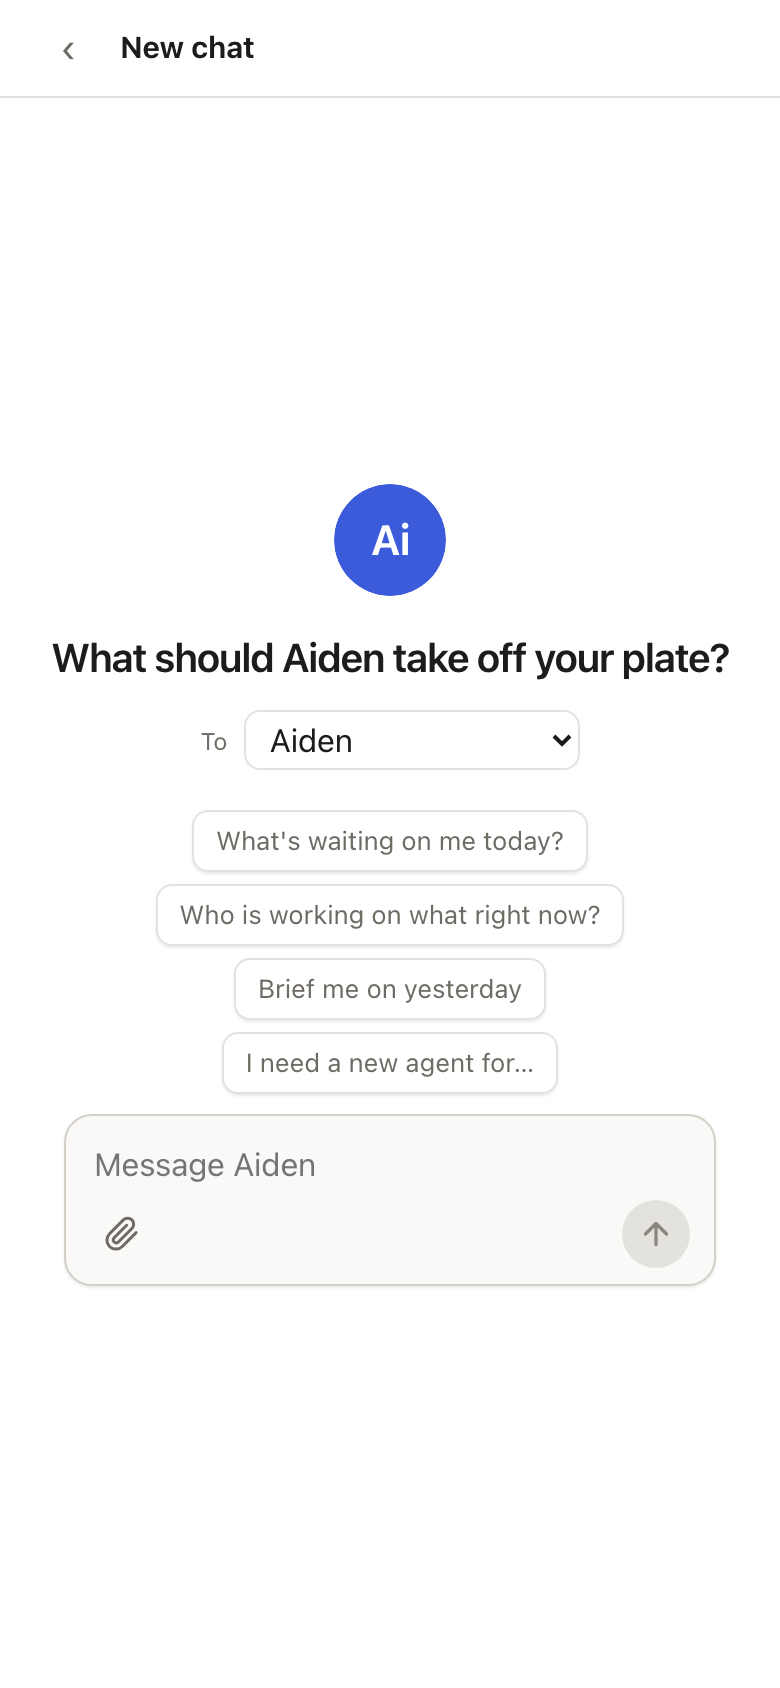 New chat
Ai
What should Aiden take off your plate?
To Aiden
What's waiting on me today?
Who is working on what right now?
Brief me on yesterday
I need a new agent for...
Message Aiden